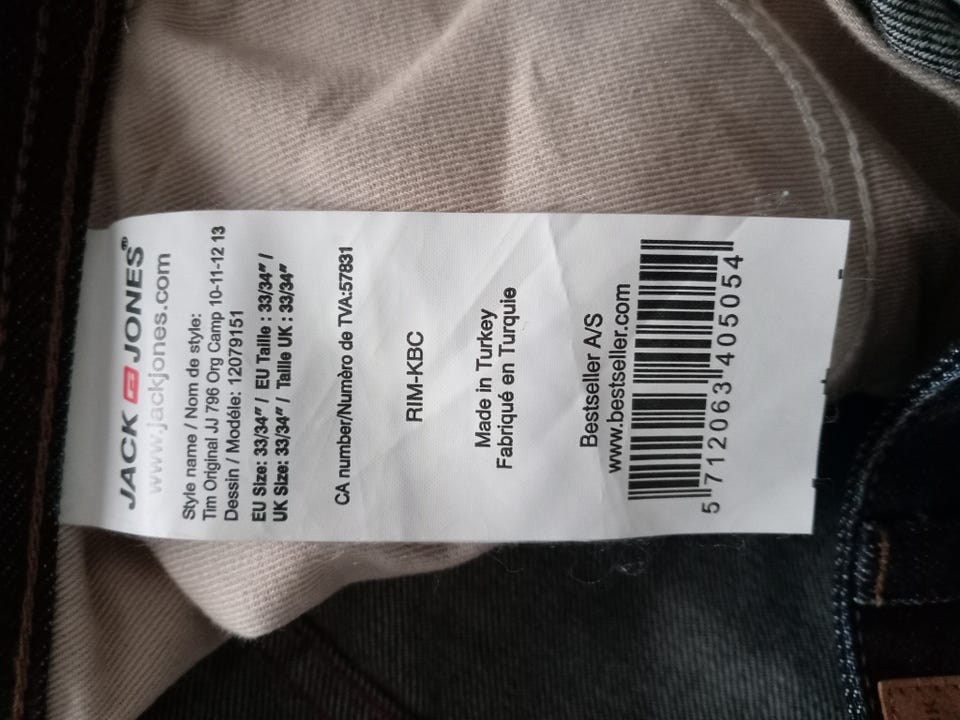 JACK JONES®
www.jackjones.com
Style name / Nom de style:
Tim Original JJ 796 Org Camp 10-11-12 13
Dessin / Modéle: 12079151
EU Size: 33/34″ / EU Taille : 33/34″ /
UK Size: 33/34″ / Taille UK : 33/34″
CA number/Numèro de TVA:57831
RIM-KBC
Made in Turkey
Fabriqué en Turquie
Bestseller A/S
www.bestseller.com
5 712063 405054